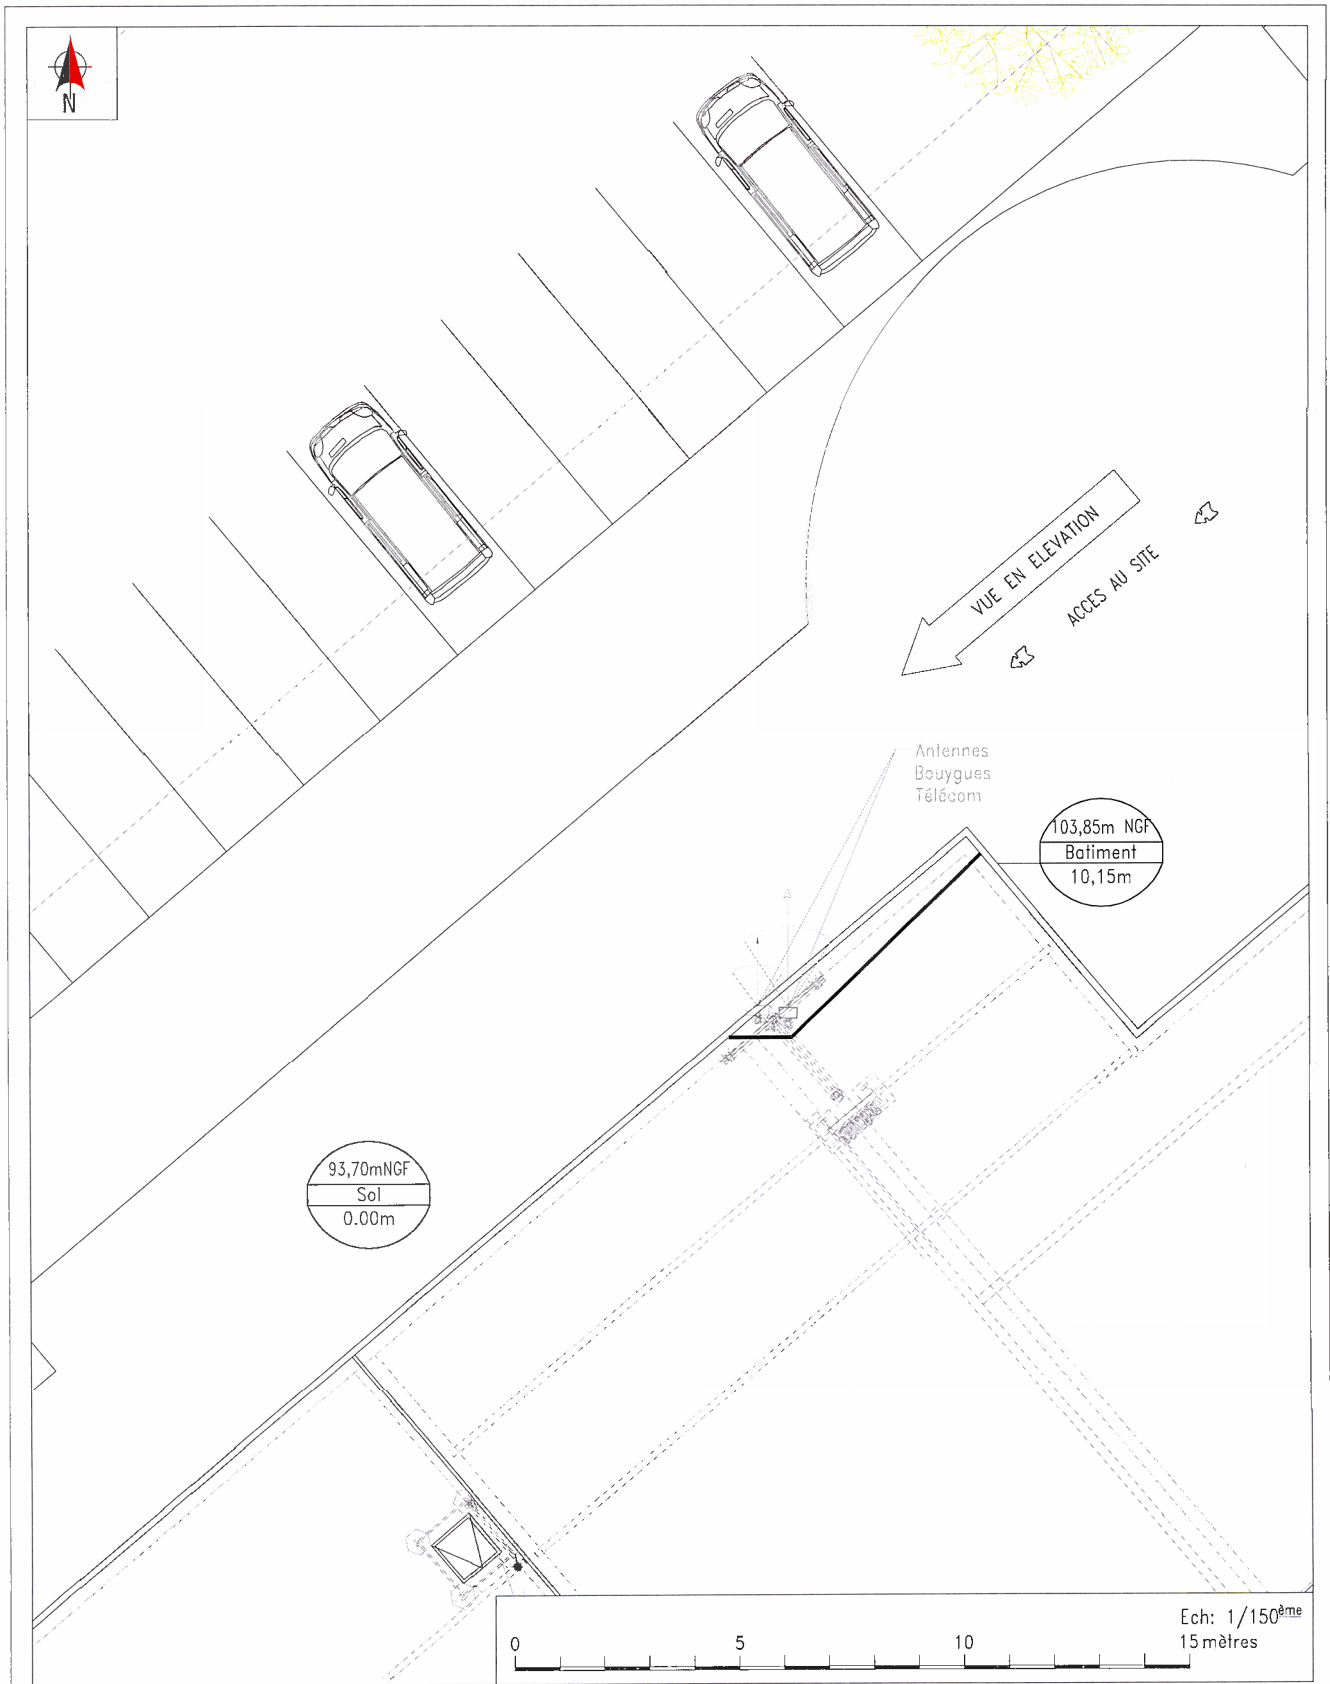 N
VUE EN ELEVATION
ACCES AU SITE
Antennes
Bouygues
Télécom
103,85m NGF
Batiment
10,15m
93,70mNGF
Sol
0.00m
Ech: 1/150ème
0 5 10 15 mètres